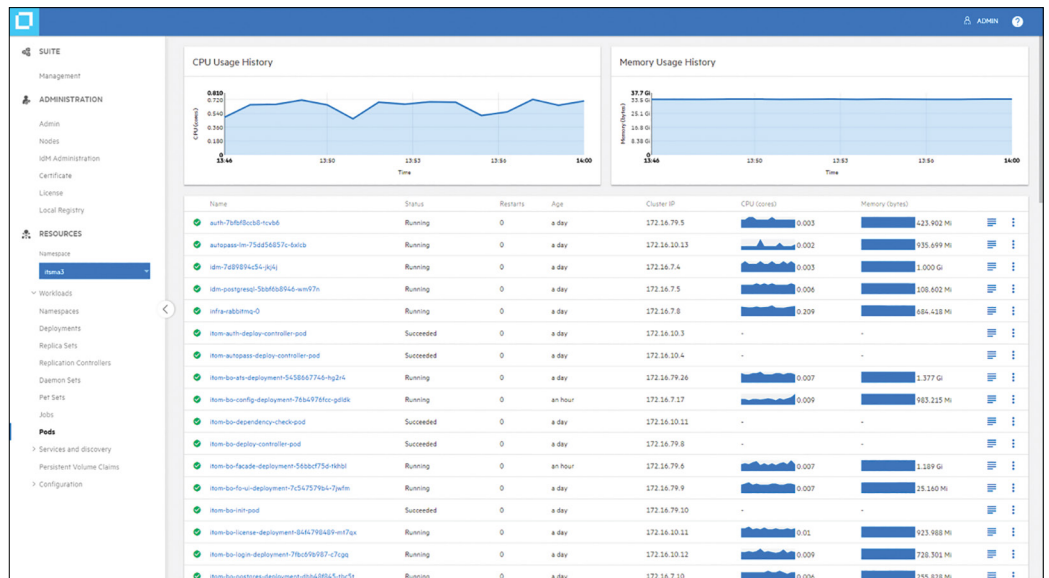 ADMIN ?
SUITE
Management
ADMINISTRATION
Admin
Nodes
IdM Administration
Certificate
License
Local Registry
RESOURCES
Namespace
itsma3
Workloads
Namespaces
Deployments
Replica Sets
Replication Controllers
Daemon Sets
Pet Sets
Jobs
Pods
Services and discovery
Persistent Volume Claims
Configuration
CPU Usage History
CPU (cores)
0.810
0.720
0.540
0.360
0.180
0
13:46 13:50 13:53 13:56 14:00
Time
Memory Usage History
Memory (bytes)
37.7 Gi
33.5 Gi
25.1 Gi
16.8 Gi
8.38 Gi
0
13:46 13:50 13:53 13:56 14:00
Time
Name Status Restarts Age Cluster IP CPU (cores) Memory (bytes)
auth-7bfbf8ccb8-tcvb6 Running 0 a day 172.16.79.5 0.003 423.902 Mi
autopass-lm-75dd56857c-6xlcb Running 0 a day 172.16.10.13 0.002 935.699 Mi
idm-7d89894c54-jkj4j Running 0 a day 172.16.7.4 0.003 1.000 Gi
idm-postgresql-5bbf6b8946-wm97n Running 0 a day 172.16.7.5 0.006 108.602 Mi
infra-rabbitmq-0 Running 0 a day 172.16.7.8 0.209 684.418 Mi
itom-auth-deploy-controller-pod Succeeded 0 a day 172.16.10.3 - -
itom-autopass-deploy-controller-pod Succeeded 0 a day 172.16.10.4 - -
itom-bo-ats-deployment-5458667746-hg2r4 Running 0 a day 172.16.79.26 0.007 1.377 Gi
itom-bo-config-deployment-76b4976fcc-gdldk Running 0 an hour 172.16.7.17 0.009 983.215 Mi
itom-bo-dependency-check-pod Succeeded 0 a day 172.16.10.11 - -
itom-bo-deploy-controller-pod Succeeded 0 a day 172.16.79.8 - -
itom-bo-facade-deployment-56bbcf75d-tkhbl Running 0 an hour 172.16.79.6 0.007 1.189 Gi
itom-bo-fo-ui-deployment-7c547579b4-7jwfm Running 0 a day 172.16.79.9 0.007 25.160 Mi
itom-bo-init-pod Succeeded 0 a day 172.16.79.10 - -
itom-bo-license-deployment-84f4798489-mt7qx Running 0 a day 172.16.10.11 0.01 923.988 Mi
itom-bo-login-deployment-7fbc69b987-c7cgq Running 0 a day 172.16.10.12 0.009 728.301 Mi
Running 0 a day 172.16.7.10 0.006